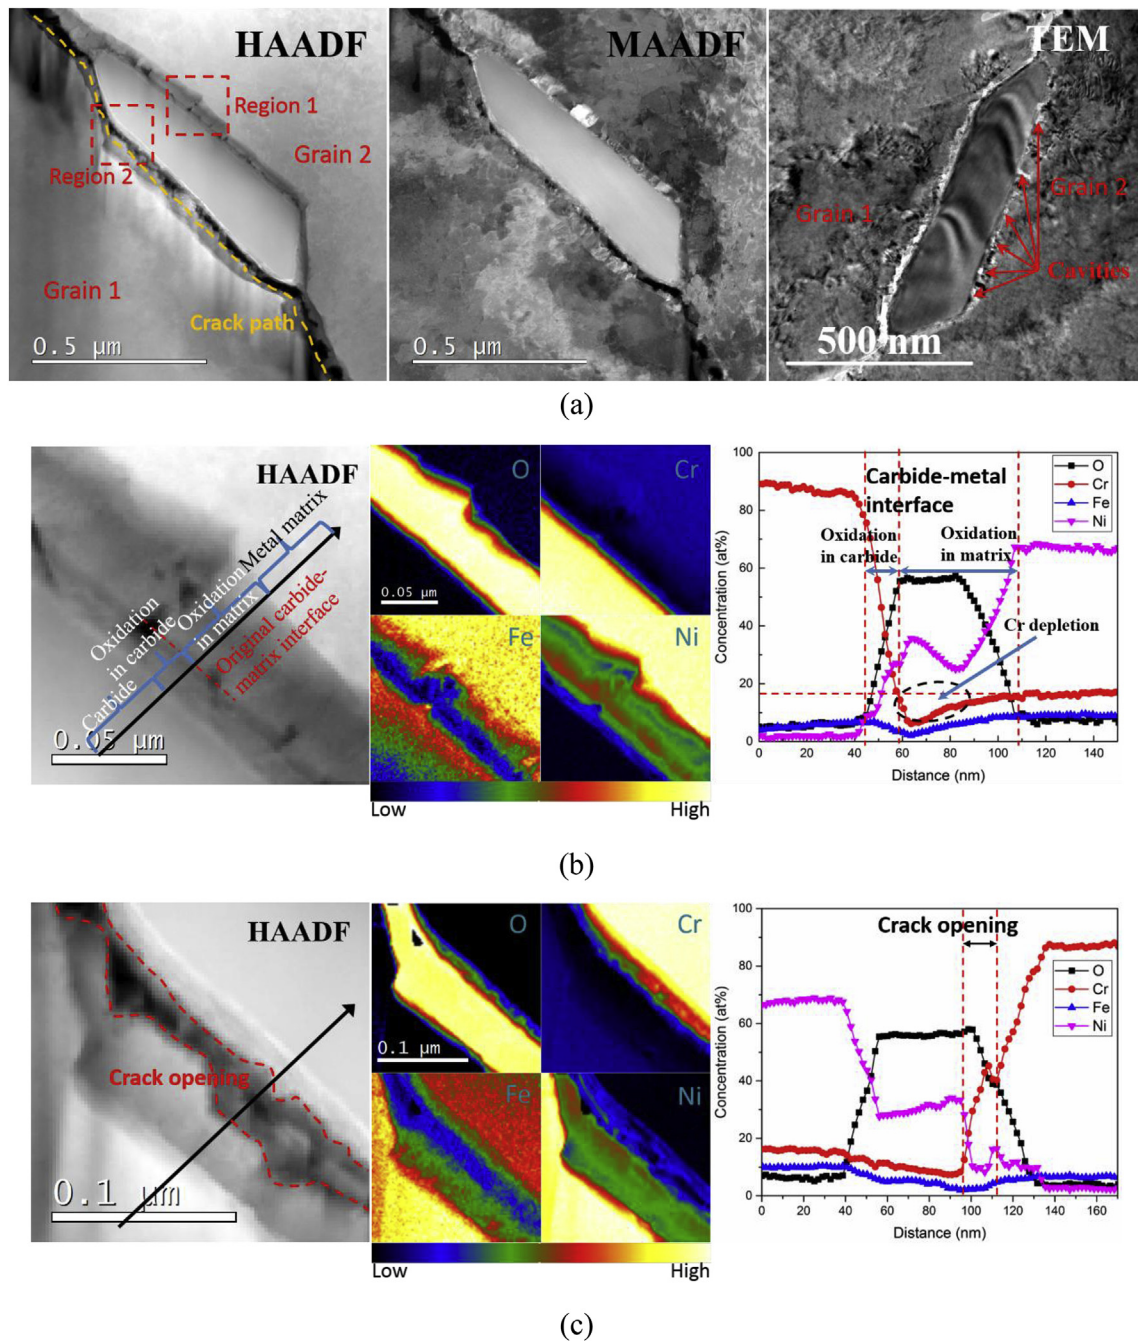 HAADF
Region 1
Grain 2
Region 2
Grain 1
Crack path
0.5 µm
MAADF
0.5 µm
TEM
Grain 2
Grain 1
Cavities
500 nm
(a)
HAADF
Metal matrix
Oxidation
in matrix
Oxidation
in carbide
Carbide
Original carbide-
matrix interface
0.05 µm
O
0.05 µm
Cr
Fe
Ni
Low
High
Concentration (at%)
100
80
60
40
20
0
Carbide-metal
interface
Oxidation
in carbide
Oxidation
in matrix
Cr depletion
O
Cr
Fe
Ni
0 20 40 60 80 100 120 140
Distance (nm)
(b)
HAADF
Crack opening
0.1 µm
O
0.1 µm
Cr
Fe
Ni
Low
High
Concentration (at%)
100
80
60
40
20
0
Crack opening
O
Cr
Fe
Ni
0 20 40 60 80 100 120 140 160
Distance (nm)
(c)